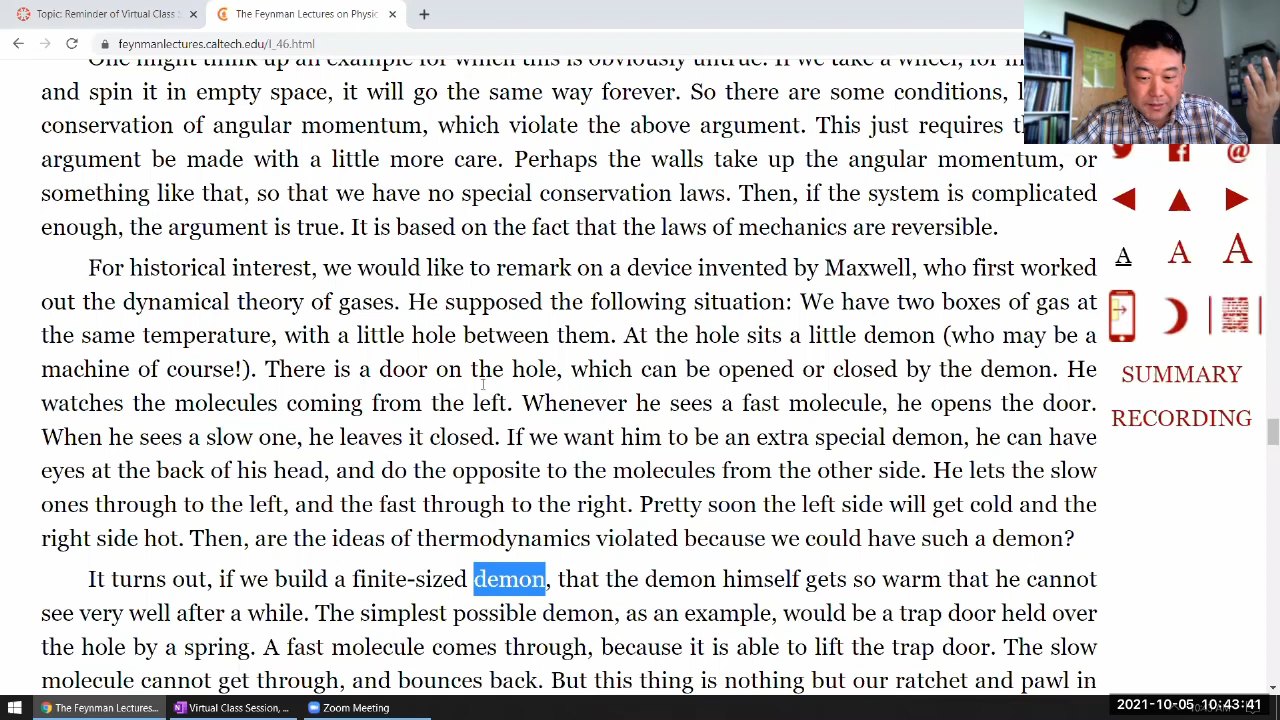 Topic: Reminder of Virtual Class
The Feynman Lectures on Physic
feynmanlectures.caltech.edu/I_46.html
One might think up an example for which this is obviously untrue. If we take a wheel, for
and spin it in empty space, it will go the same way forever. So there are some conditions,
conservation of angular momentum, which violate the above argument. This just requires
argument be made with a little more care. Perhaps the walls take up the angular momentum, or
something like that, so that we have no special conservation laws. Then, if the system is complicated
enough, the argument is true. It is based on the fact that the laws of mechanics are reversible.
For historical interest, we would like to remark on a device invented by Maxwell, who first worked
out the dynamical theory of gases. He supposed the following situation: We have two boxes of gas at
the same temperature, with a little hole between them. At the hole sits a little demon (who may be a
machine of course!). There is a door on the hole, which can be opened or closed by the demon. He
watches the molecules coming from the left. Whenever he sees a fast molecule, he opens the door.
When he sees a slow one, he leaves it closed. If we want him to be an extra special demon, he can have
eyes at the back of his head, and do the opposite to the molecules from the other side. He lets the slow
ones through to the left, and the fast through to the right. Pretty soon the left side will get cold and the
right side hot. Then, are the ideas of thermodynamics violated because we could have such a demon?
It turns out, if we build a finite-sized demon, that the demon himself gets so warm that he cannot
see very well after a while. The simplest possible demon, as an example, would be a trap door held over
the hole by a spring. A fast molecule comes through, because it is able to lift the trap door. The slow
molecule cannot get through, and bounces back. But this thing is nothing but our ratchet and pawl in
A A A
SUMMARY
RECORDING
The Feynman Lectures...
Virtual Class Session, ...
Zoom Meeting
2021-10-05 10:43:41